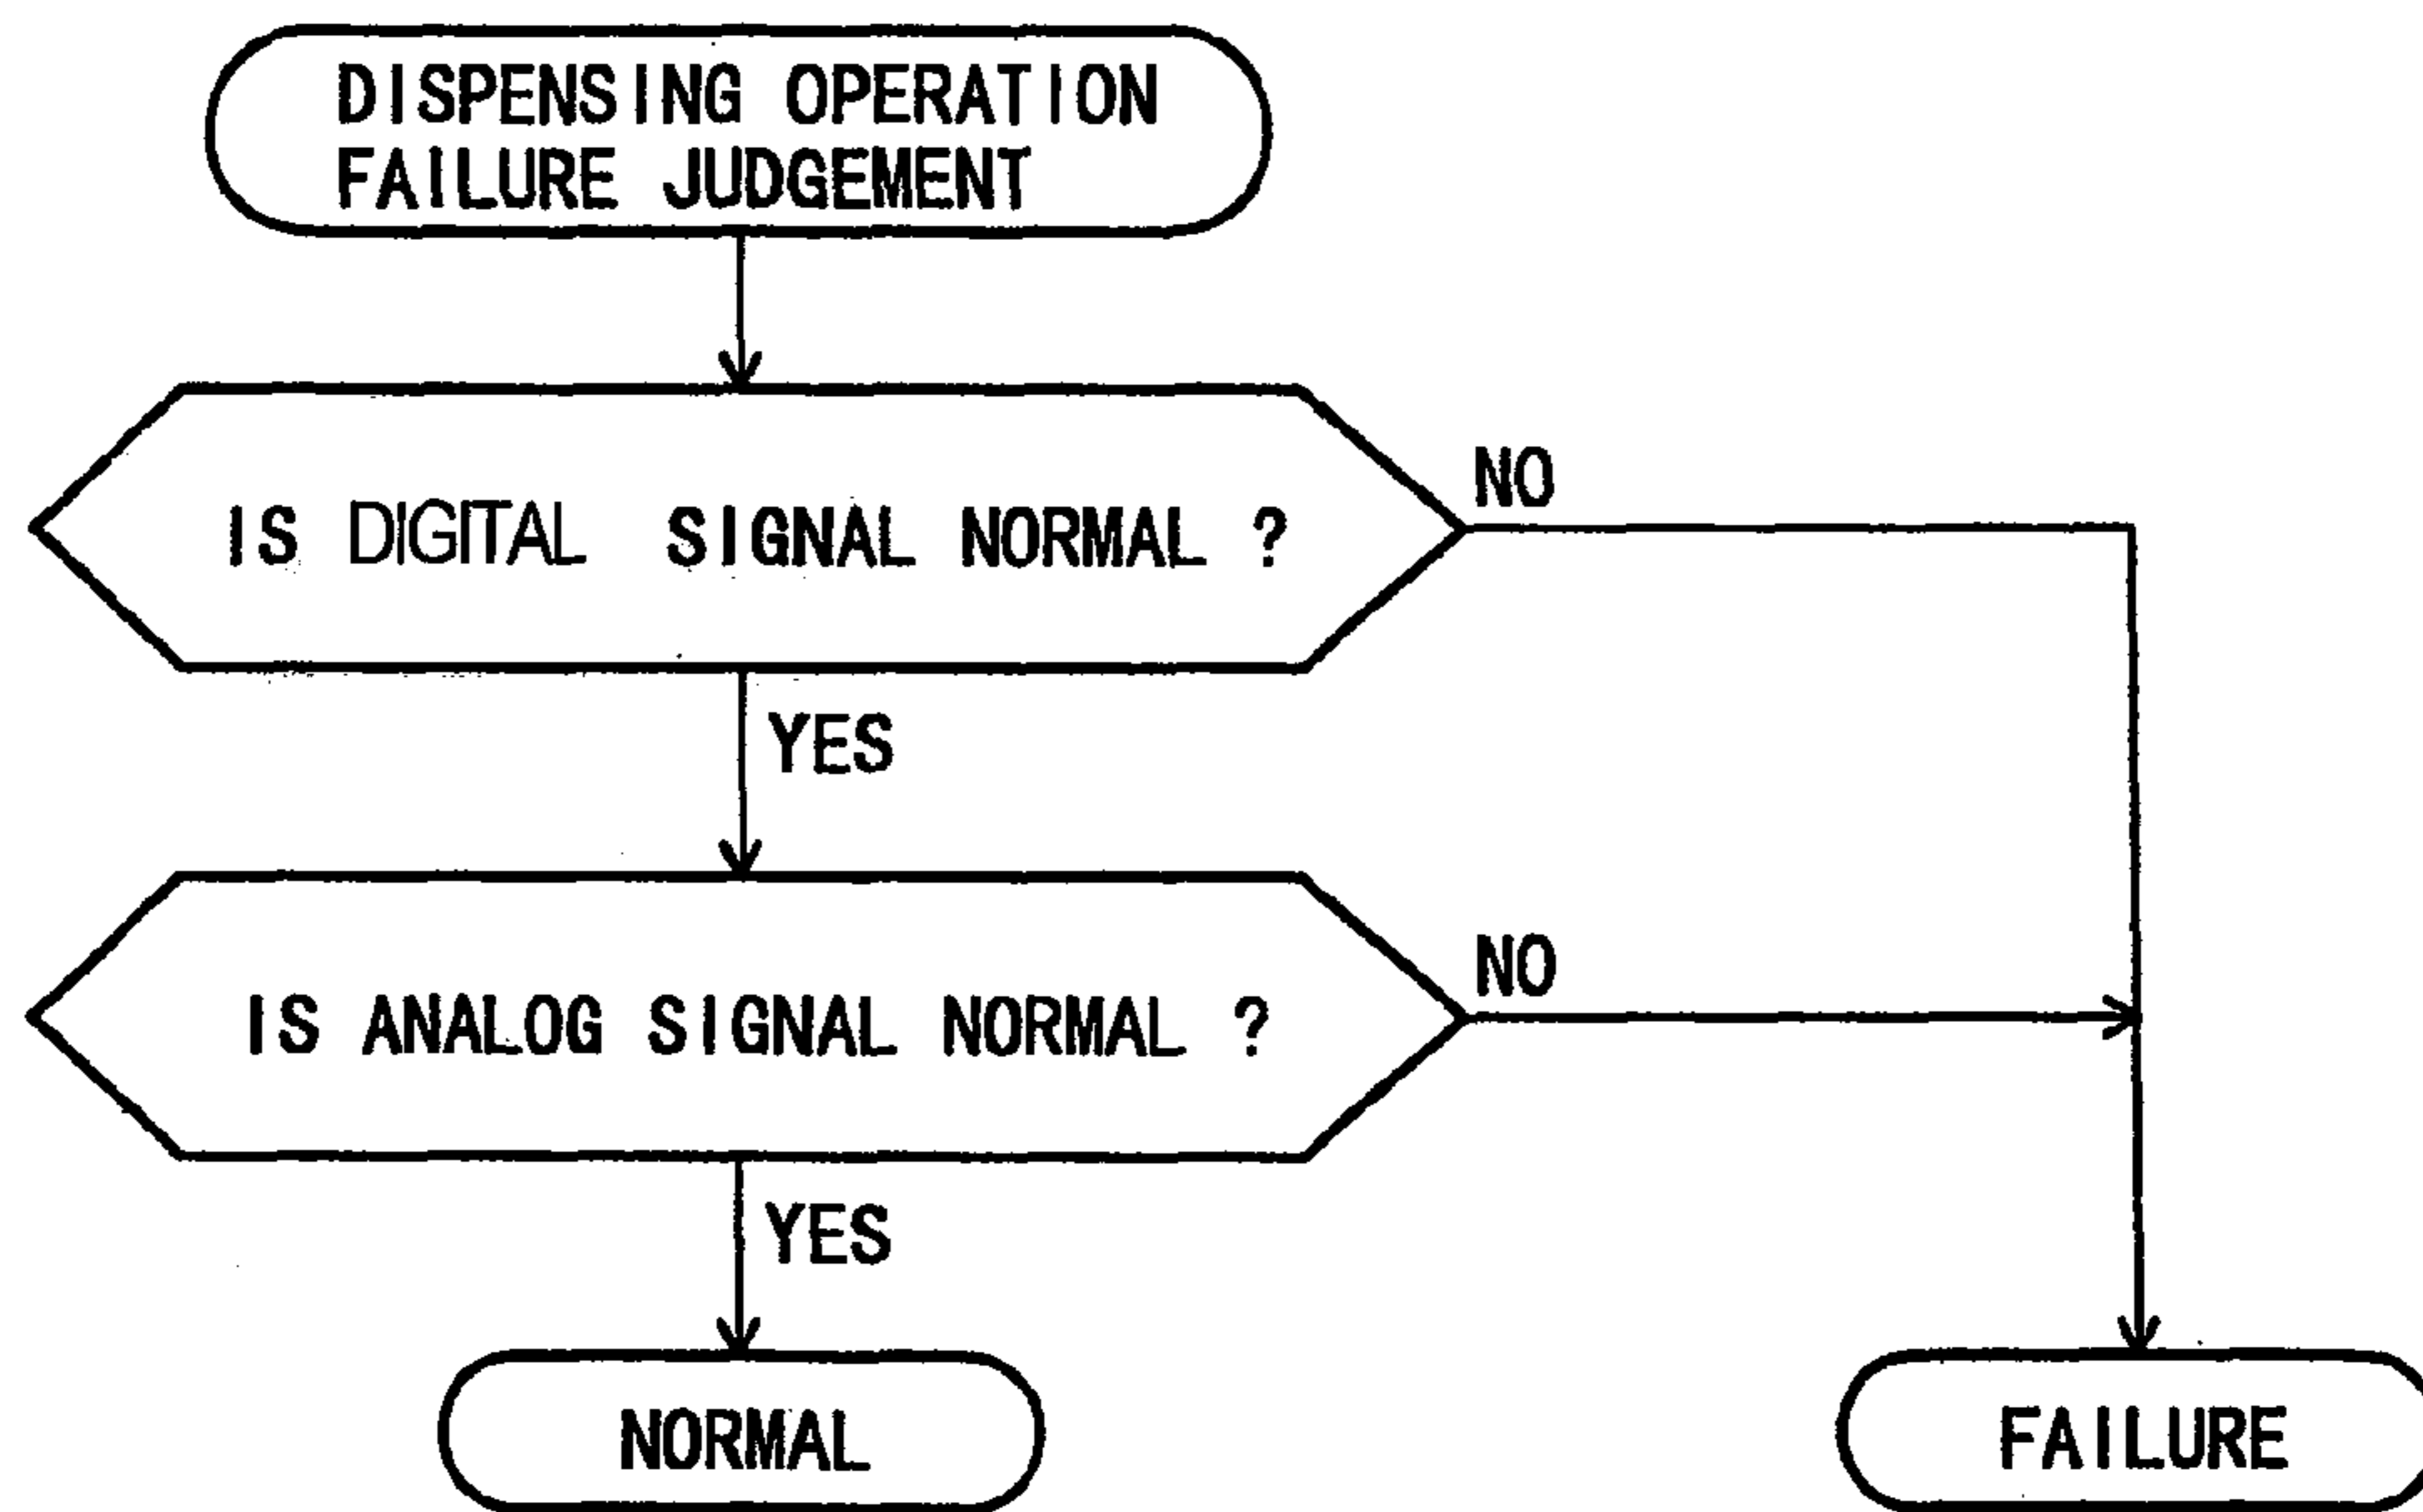 DISPENSING OPERATION
FAILURE JUDGEMENT
IS DIGITAL SIGNAL NORMAL ?
NO
YES
IS ANALOG SIGNAL NORMAL ?
NO
YES
NORMAL
FAILURE